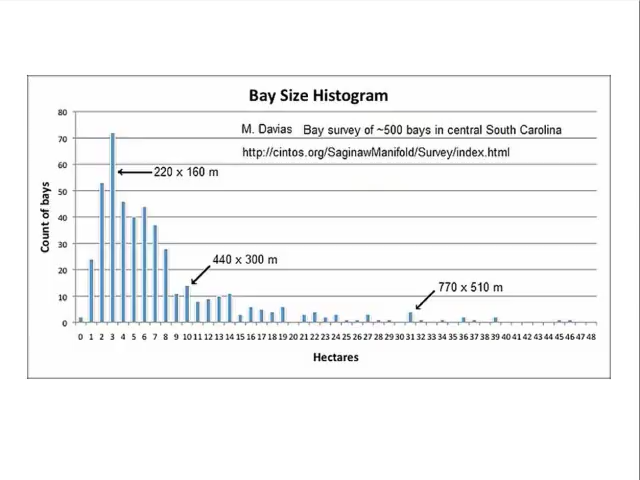 Bay Size Histogram
M. Davias Bay survey of ~500 bays in central South Carolina
http://cintos.org/SaginawManifold/Survey/index.html
80
70
60
50
40
30
20
10
0
Count of bays
220 x 160 m
440 x 300 m
770 x 510 m
0 1 2 3 4 5 6 7 8 9 10 11 12 13 14 15 16 17 18 19 20 21 22 23 24 25 26 27 28 29 30 31 32 33 34 35 36 37 38 39 40 41 42 43 44 45 46 47 48
Hectares